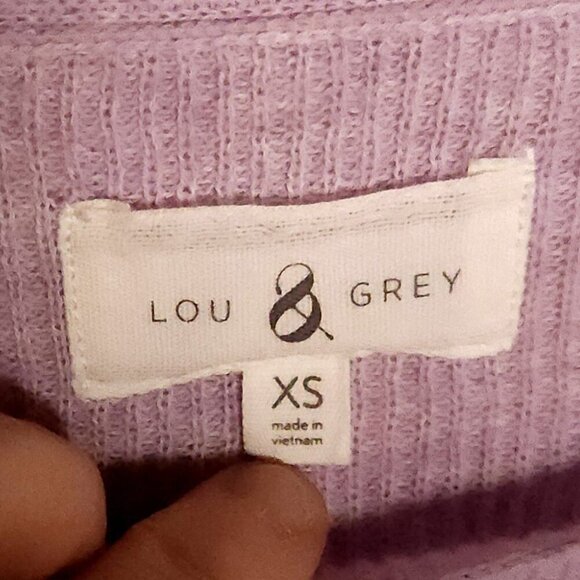 LOU & GREY
XS
made in
vietnam